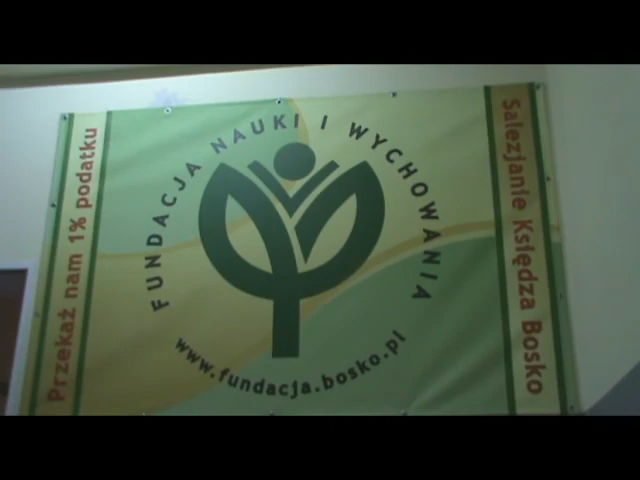 Przekaż nam 1% podatku
FUNDACJA NAUKI I WYCHOWANIA
www.fundacja.bosko.pl
Salezjanie Księdza Bosko